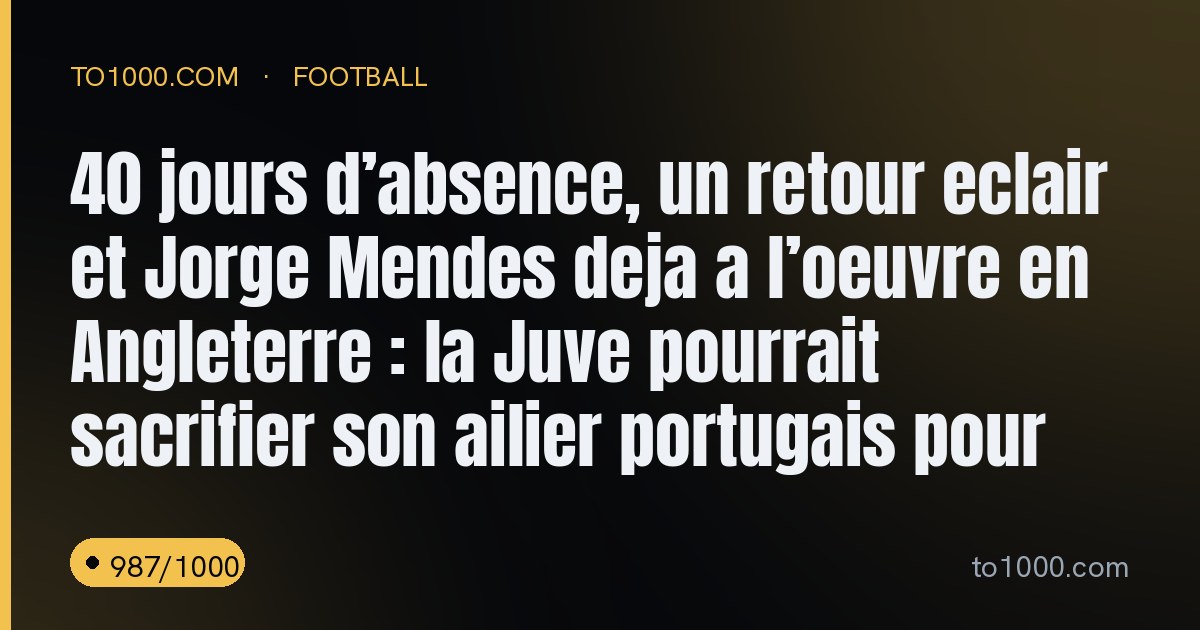 TO1000.COM · FOOTBALL
40 jours d’absence, un retour eclair
et Jorge Mendes deja a l’oeuvre en
Angleterre : la Juve pourrait
sacrifier son ailier portugais pour
987/1000
to1000.com